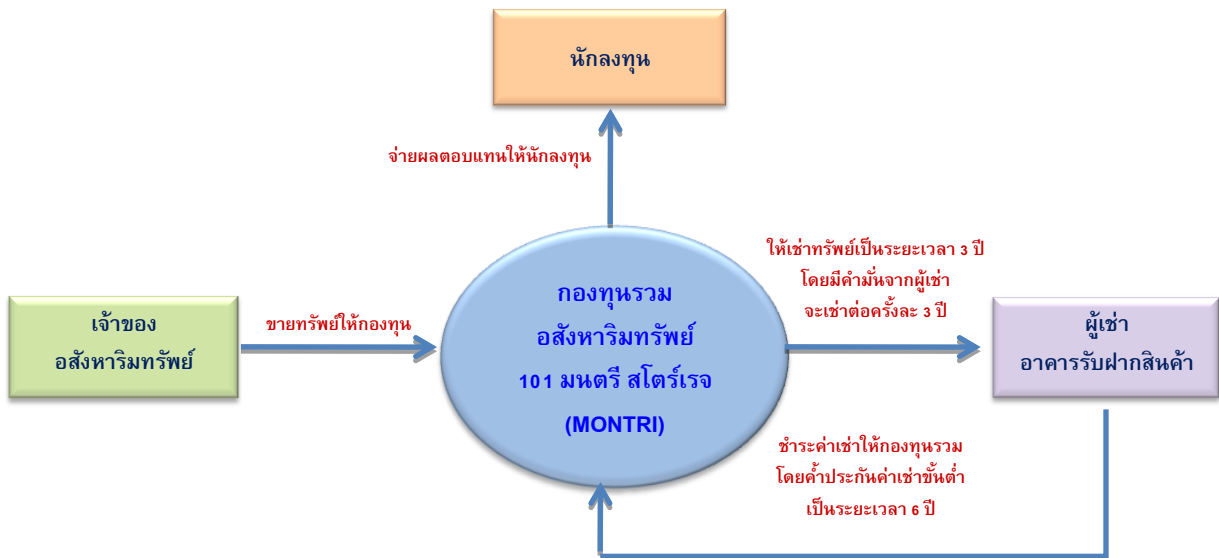 นักลงทุน
จ่ายผลตอบแทนให้นักลงทุน
เจ้าของ
อสังหาริมทรัพย์
ขายทรัพย์ให้กองทุน
กองทุนรวม
อสังหาริมทรัพย์
101 มนตรี สโตร์เรจ
(MONTRI)
ให้เช่าทรัพย์เป็นระยะเวลา 3 ปี
โดยมีคำมั่นจากผู้เช่า
จะเช่าต่อครั้งละ 3 ปี
ผู้เช่า
อาคารรับฝากสินค้า
ชำระค่าเช่าให้กองทุนรวม
โดยค้ำประกันค่าเช่าขั้นต่ำ
เป็นระยะเวลา 6 ปี